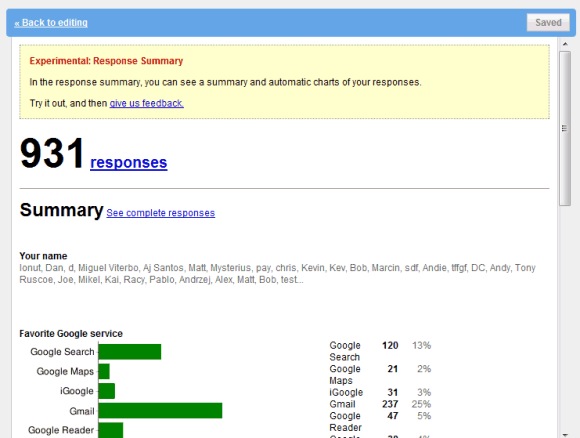 « Back to editing
Saved
Experimental: Response Summary
In the response summary, you can see a summary and automatic charts of your responses.
Try it out, and then give us feedback.
931 responses
Summary See complete responses
Your name
Ionut, Dan, d, Miguel Viterbo, Aj Santos, Matt, Mysterius, pay, chris, Kevin, Kev, Bob, Marcin, sdf, Andie, tffgf, DC, Andy, Tony
Ruscoe, Joe, Mikel, Kai, Racy, Pablo, Andrzej, Alex, Matt, Bob, test...
Favorite Google service
Google Search
Google Maps
iGoogle
Gmail
Google Reader
Google 120 13%
Search
Google 21 2%
Maps
iGoogle 31 3%
Gmail 237 25%
Google 47 5%
Reader